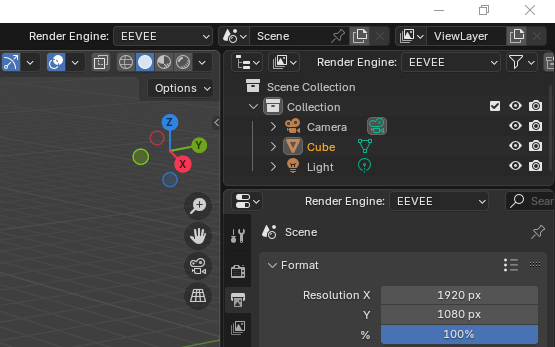 Render Engine: EEVEE Scene ViewLayer
Render Engine: EEVEE
Options
Scene Collection
Collection
Camera
Cube
Light
Z
Y
X
Render Engine: EEVEE Sear
Scene
Format
Resolution X 1920 px
Y 1080 px
% 100%